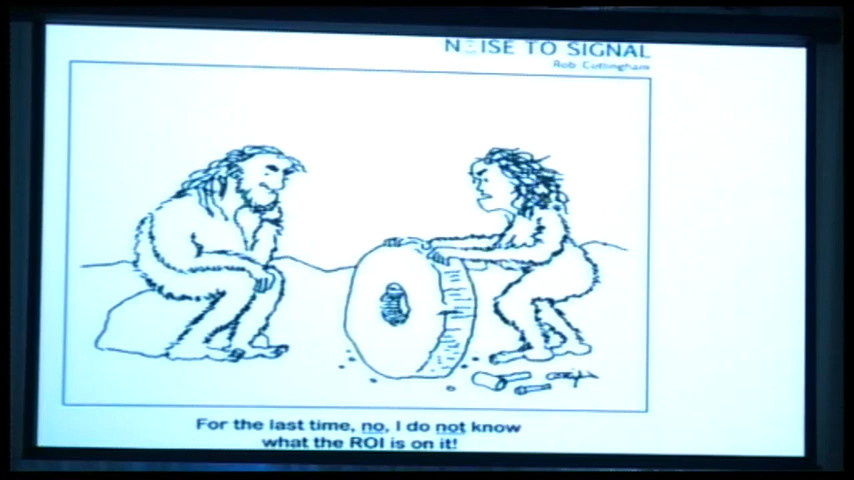 NOISE TO SIGNAL
Rob Cottingham
For the last time, no, I do not know
what the ROI is on it!